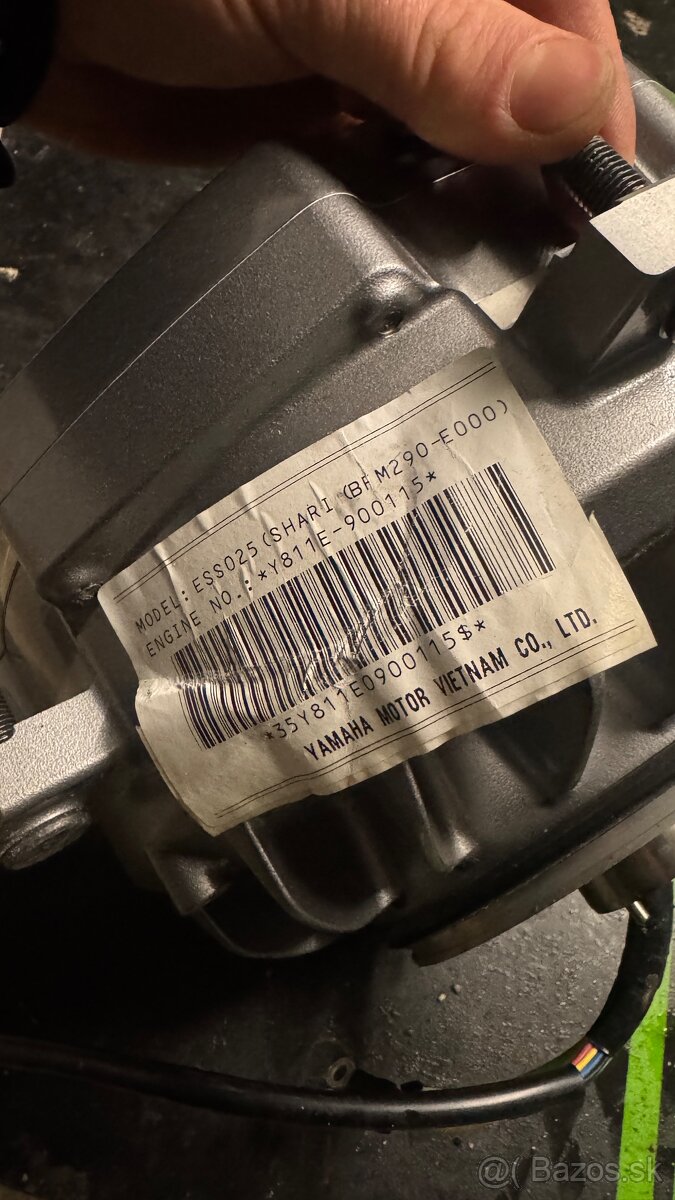 MODEL: ESS025(SHARI (BFM290-E000)
ENGINE NO.: *Y811E-900115*
*35Y811E0900115$*
YAMAHA MOTOR VIETNAM CO., LTD.
@( Bazos.sk